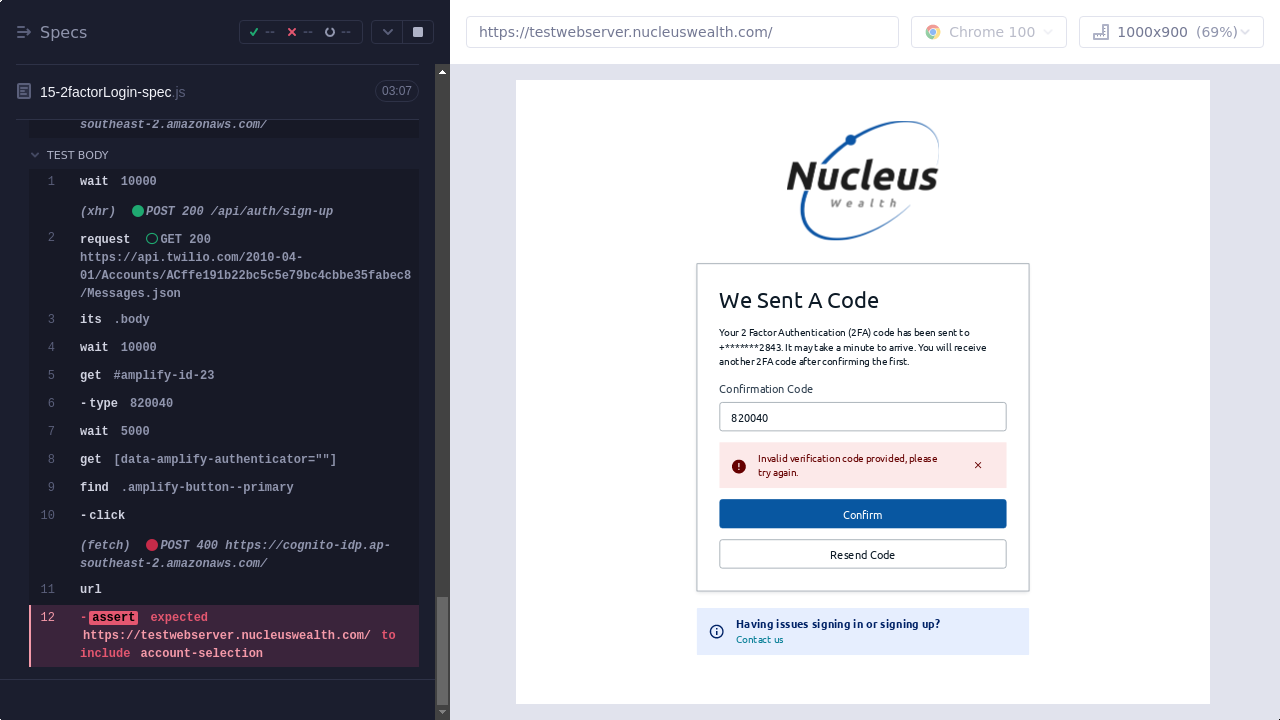 Specs
--
--
--
15-2factorLogin-spec.js
03:07
southeast-2.amazonaws.com/
TEST BODY
1 wait 10000
(xhr) POST 200 /api/auth/sign-up
2 request GET 200
https://api.twilio.com/2010-04-
01/Accounts/ACffe191b22bc5c5e79bc4cbbe35fabec8
/Messages.json
3 its .body
4 wait 10000
5 get #amplify-id-23
6 -type 820040
7 wait 5000
8 get [data-amplify-authenticator=""]
9 find .amplify-button--primary
10 -click
(fetch) POST 400 https://cognito-idp.ap-
southeast-2.amazonaws.com/
11 url
12 -assert expected
https://testwebserver.nucleuswealth.com/ to
include account-selection
https://testwebserver.nucleuswealth.com/
Chrome 100
1000x900 (69%)
Nucleus
Wealth
We Sent A Code
Your 2 Factor Authentication (2FA) code has been sent to
+*******2843. It may take a minute to arrive. You will receive
another 2FA code after confirming the first.
Confirmation Code
820040
Invalid verification code provided, please
try again.
Confirm
Resend Code
Having issues signing in or signing up?
Contact us